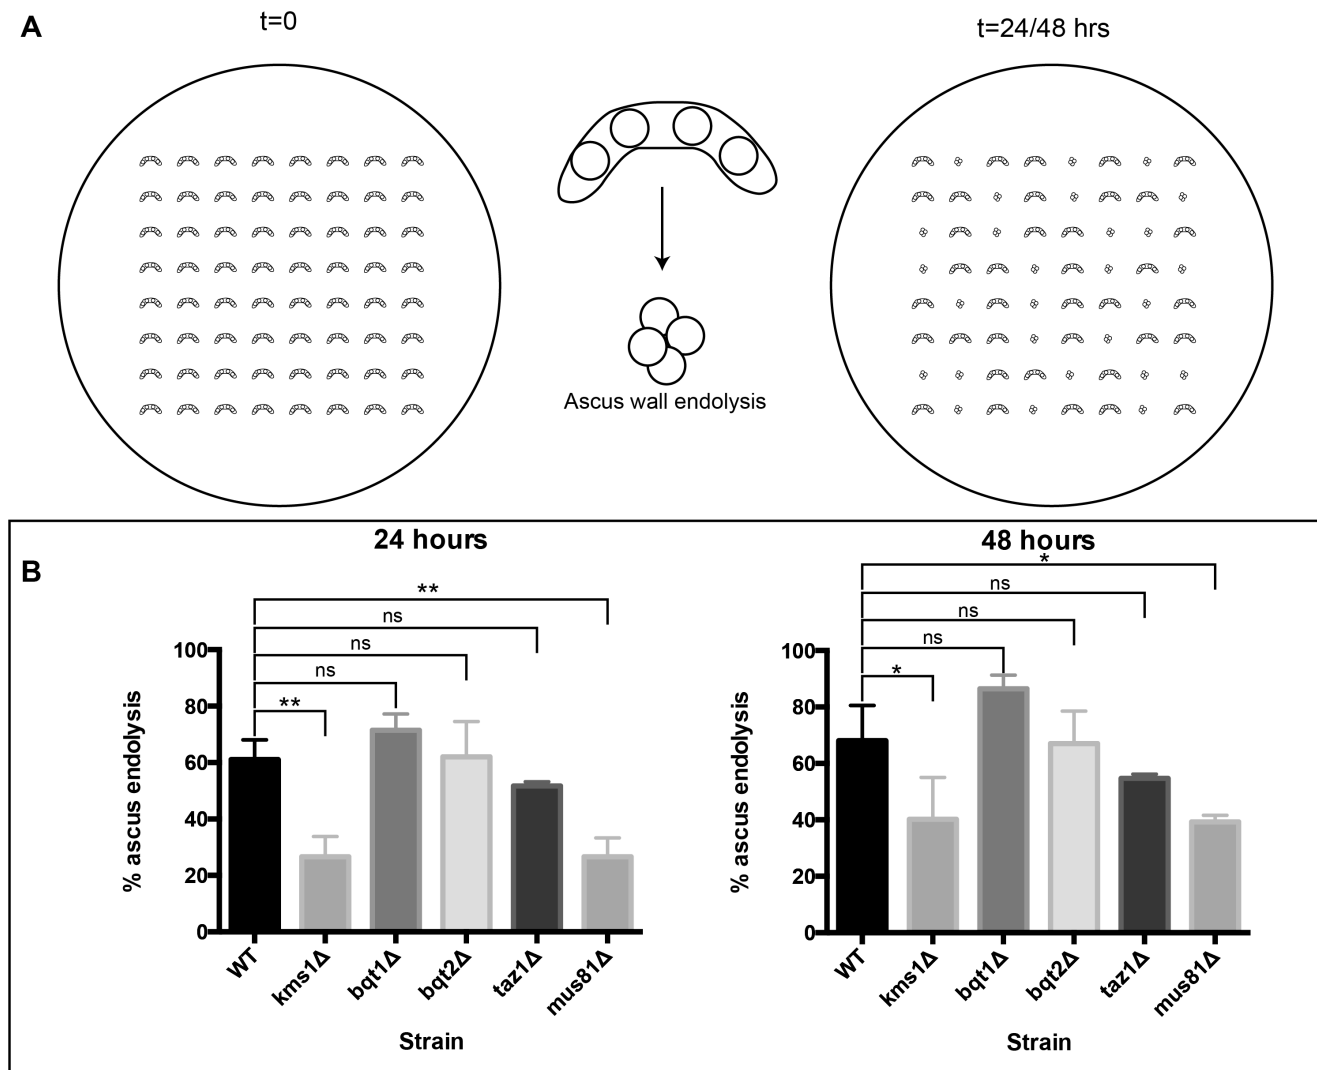 A
t=0
t=24/48 hrs
Ascus wall endolysis
B
24 hours
**
ns
ns
ns
**
% ascus endolysis
100
80
60
40
20
0
WT
kms1Δ
bqt1Δ
bqt2Δ
taz1Δ
mus81Δ
Strain
48 hours
*
ns
ns
ns
*
% ascus endolysis
100
80
60
40
20
0
WT
kms1Δ
bqt1Δ
bqt2Δ
taz1Δ
mus81Δ
Strain